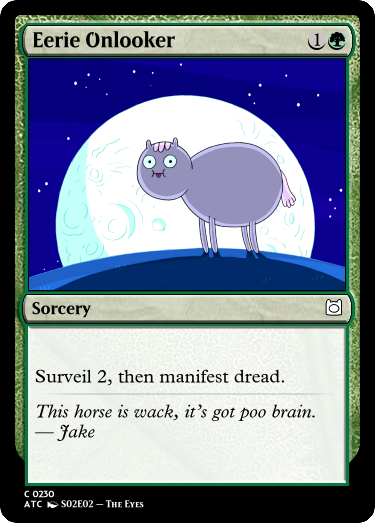 Eerie Onlooker 1
Sorcery
Surveil 2, then manifest dread.
This horse is wack, it's got poo brain.
— Jake
C 0230
ATC S02E02 — The Eyes